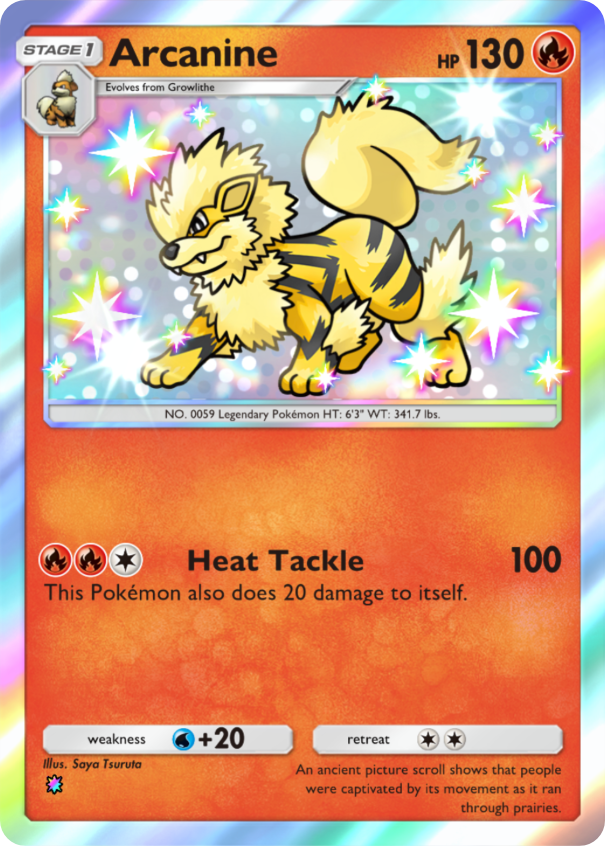 STAGE 1 Arcanine HP 130
Evolves from Growlithe
NO. 0059 Legendary Pokémon HT: 6'3" WT: 341.7 lbs.
Heat Tackle 100
This Pokémon also does 20 damage to itself.
weakness +20 retreat
Illus. Saya Tsuruta
An ancient picture scroll shows that people
were captivated by its movement as it ran
through prairies.